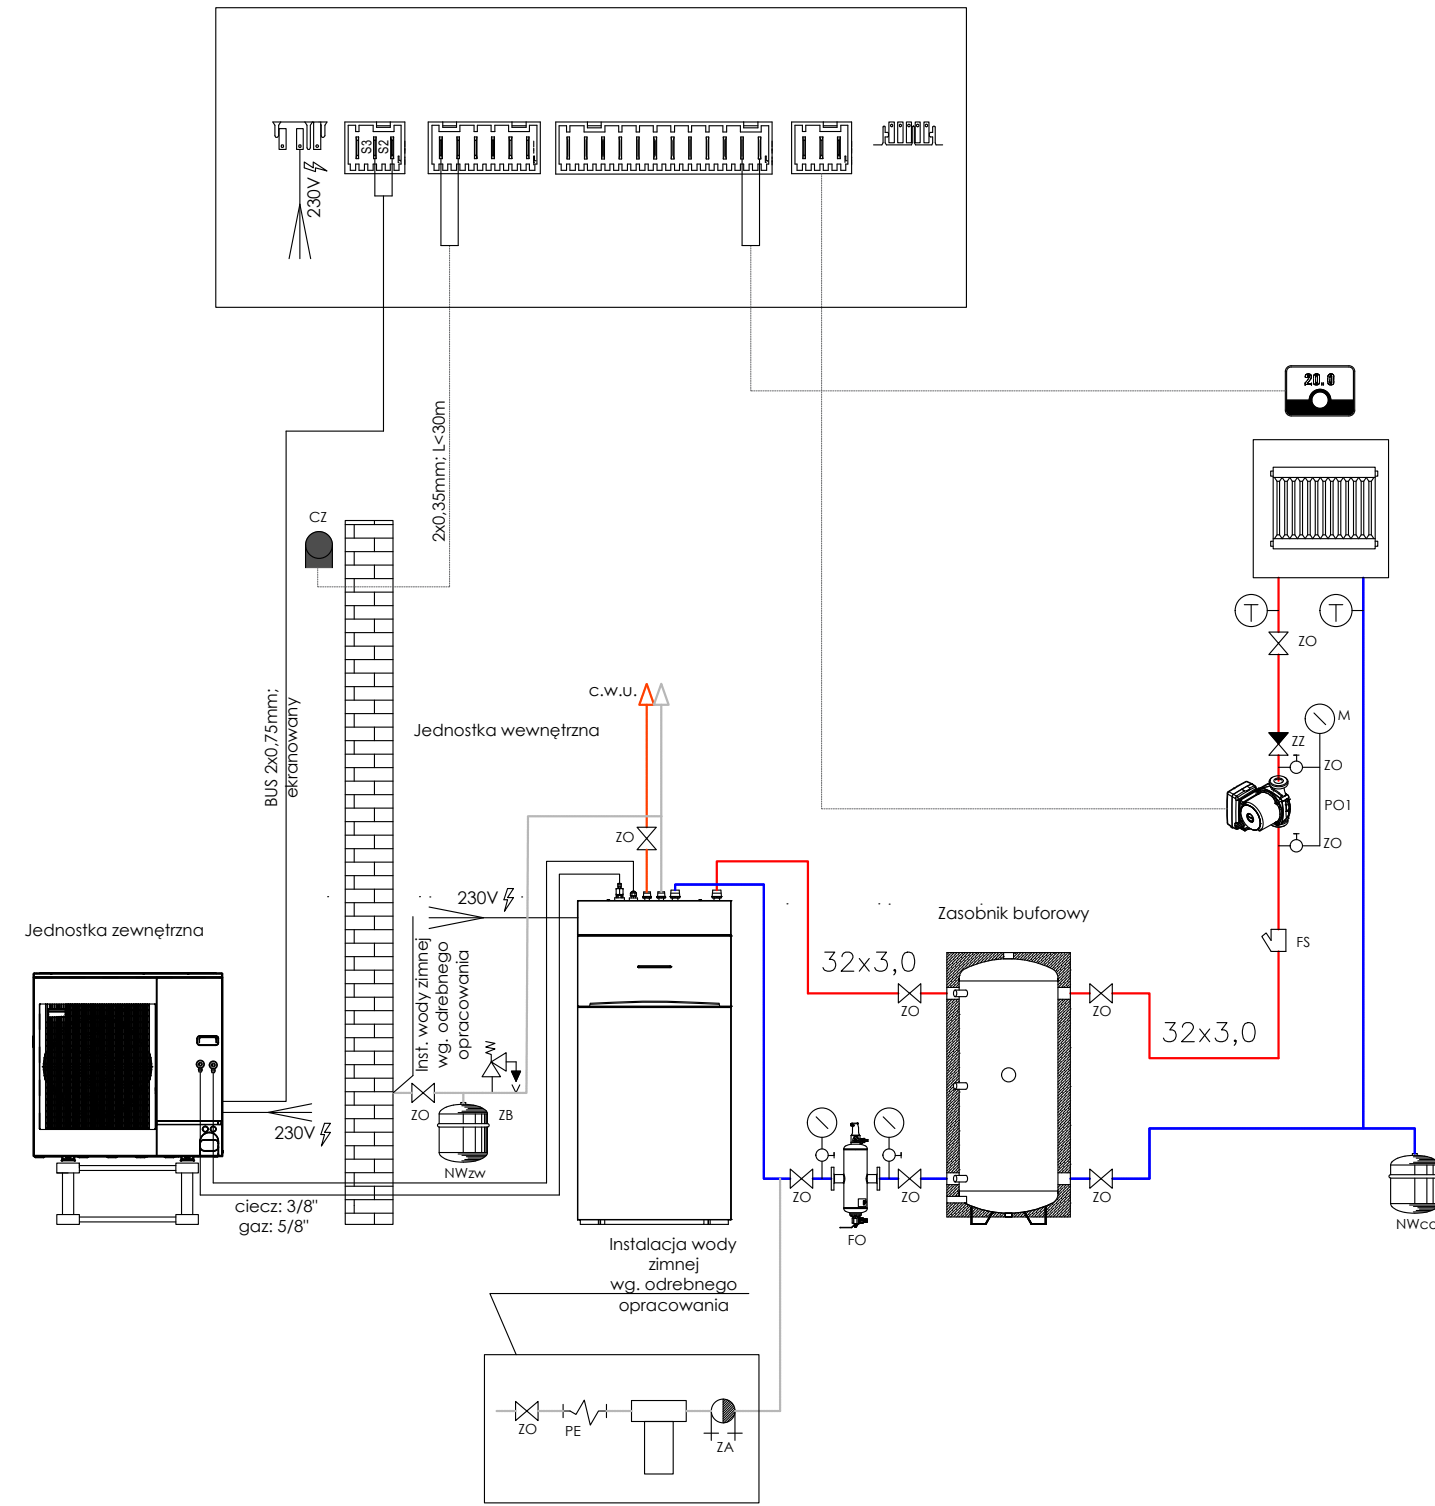 230V
S3
S2
20.0
2x0,35mm; L<30m
CZ
BUS 2x0,75mm;
ekranowany
c.w.u.
Jednostka wewnętrzna
T
T
ZO
M
ZZ
ZO
PO1
ZO
ZO
230V
Zasobnik buforowy
FS
Jednostka zewnętrzna
Inst. wody zimnej
wg. odrebnego
opracowania
32x3,0
ZO
ZO
32x3,0
ZO
ZB
230V
NWzw
ZO
ZO
ZO
ciecz: 3/8"
gaz: 5/8"
FO
NWco
Instalacja wody
zimnej
wg. odrebnego
opracowania
ZO
PE
ZA